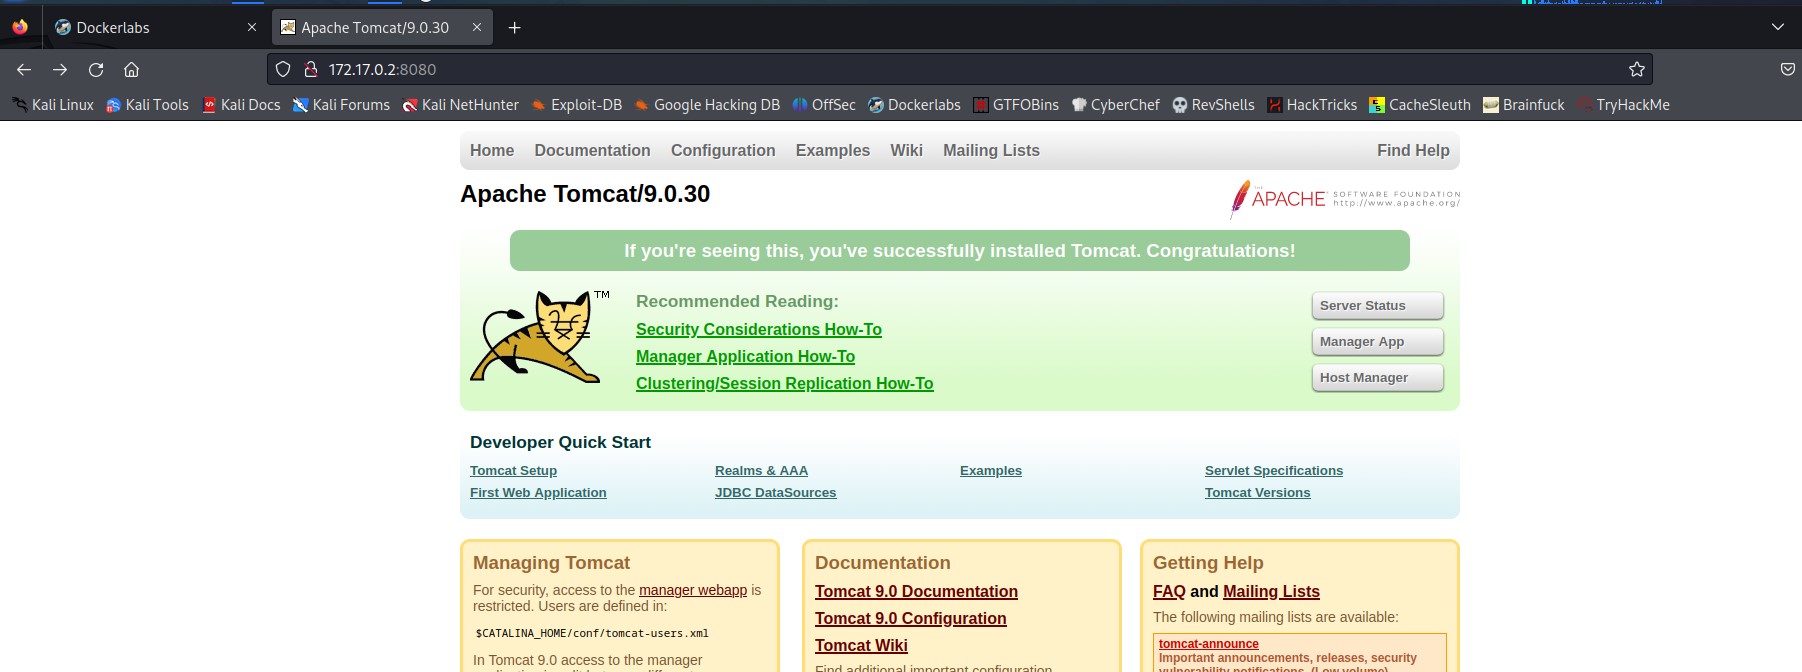 Dockerlabs
Apache Tomcat/9.0.30
172.17.0.2:8080
Kali Linux Kali Tools Kali Docs Kali Forums Kali NetHunter Exploit-DB Google Hacking DB OffSec Dockerlabs GTFOBins CyberChef RevShells HackTricks CacheSleuth Brainfuck TryHackMe
Home Documentation Configuration Examples Wiki Mailing Lists Find Help
Apache Tomcat/9.0.30
THE
APACHE SOFTWARE FOUNDATION
http://www.apache.org/
If you're seeing this, you've successfully installed Tomcat. Congratulations!
TM
Recommended Reading:
Security Considerations How-To
Manager Application How-To
Clustering/Session Replication How-To
Server Status
Manager App
Host Manager
Developer Quick Start
Tomcat Setup Realms & AAA Examples Servlet Specifications
First Web Application JDBC DataSources Tomcat Versions
Managing Tomcat
For security, access to the manager webapp is
restricted. Users are defined in:
$CATALINA_HOME/conf/tomcat-users.xml
In Tomcat 9.0 access to the manager
Documentation
Tomcat 9.0 Documentation
Tomcat 9.0 Configuration
Tomcat Wiki
Find additional important configuration
Getting Help
FAQ and Mailing Lists
The following mailing lists are available:
tomcat-announce
Important announcements, releases, security
vulnerability notifications. (Low volume).